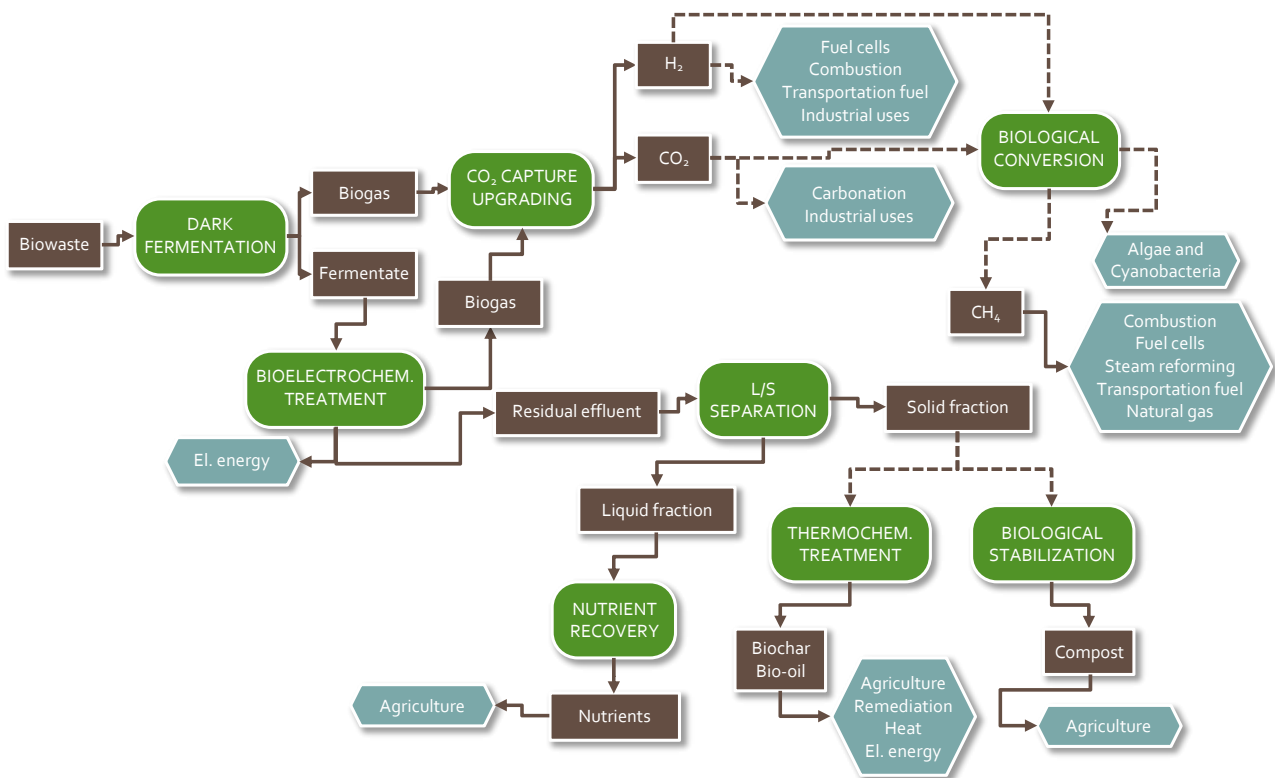 Fuel cells
Combustion
Transportation fuel
Industrial uses
H₂
BIOLOGICAL
CONVERSION
CO₂
CO₂ CAPTURE
UPGRADING
Biogas
Carbonation
Industrial uses
DARK
FERMENTATION
Biowaste
Fermentate
Algae and
Cyanobacteria
Biogas
CH₄
Combustion
Fuel cells
Steam reforming
Transportation fuel
Natural gas
BIOELECTROCHEM.
TREATMENT
L/S
SEPARATION
Residual effluent
Solid fraction
El. energy
Liquid fraction
THERMOCHEM.
TREATMENT
BIOLOGICAL
STABILIZATION
NUTRIENT
RECOVERY
Biochar
Bio-oil
Compost
Agriculture
Remediation
Heat
El. energy
Agriculture
Nutrients
Agriculture